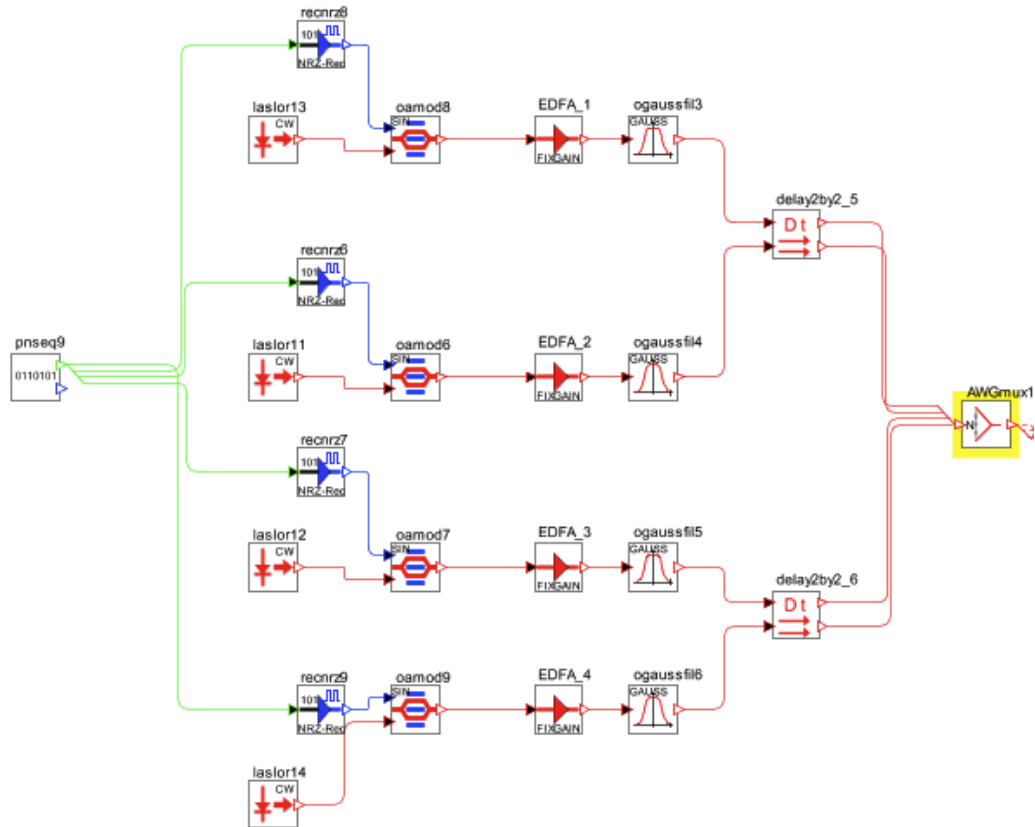 recnrz8
101
NRZ-Rec
laslor13
CW
oamod8
SIN
EDFA_1
FIXGAIN
ogaussfil3
GAUSS
delay2by2_5
Dt
recnrz6
101
NRZ-Rec
pnseq9
0110101
laslor11
CW
oamod6
SIN
EDFA_2
FIXGAIN
ogaussfil4
GAUSS
AWGmux1
N
recnrz7
101
NRZ-Rec
laslor12
CW
oamod7
SIN
EDFA_3
FIXGAIN
ogaussfil5
GAUSS
delay2by2_6
Dt
recnrz9
101
NRZ-Rec
oamod9
SIN
EDFA_4
FIXGAIN
ogaussfil6
GAUSS
laslor14
CW